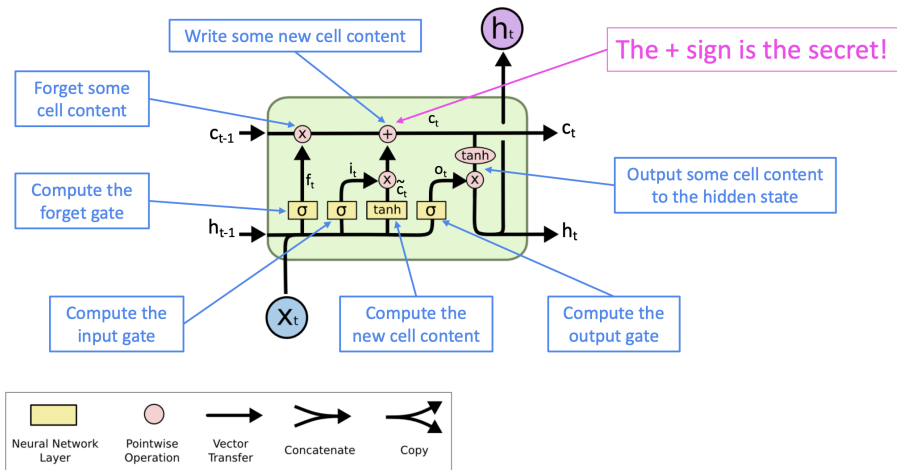 Write some new cell content
hₜ
The + sign is the secret!
Forget some
cell content
cₜ₋₁
x
+
cₜ
cₜ
tanh
fₜ
iₜ
x
c̃ₜ
oₜ
x
Output some cell content
to the hidden state
Compute the
forget gate
σ
σ
tanh
σ
hₜ₋₁
hₜ
Compute the
input gate
xₜ
Compute the
new cell content
Compute the
output gate
Neural Network
Layer
Pointwise
Operation
Vector
Transfer
Concatenate
Copy